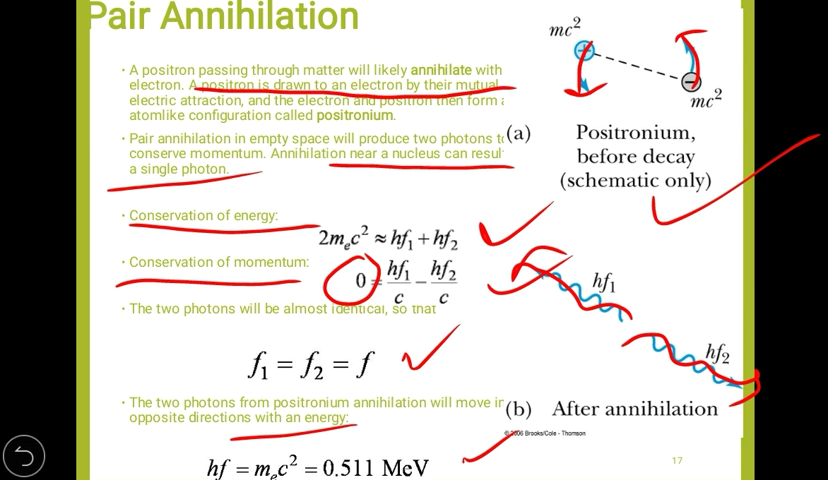 Pair Annihilation
• A positron passing through matter will likely annihilate with
electron. A positron is drawn to an electron by their mutual
electric attraction, and the electron and positron then form a
atomlike configuration called positronium.
• Pair annihilation in empty space will produce two photons to
conserve momentum. Annihilation near a nucleus can result
a single photon.
• Conservation of energy:
2mₑc² ≈ hf₁ + hf₂
• Conservation of momentum:
0 = hf₁/c − hf₂/c
• The two photons will be almost identical, so that
f₁ = f₂ = f
• The two photons from positronium annihilation will move in
opposite directions with an energy:
hf = mₑc² = 0.511 MeV
mc²
+
−
mc²
(a) Positronium,
before decay
(schematic only)
hf₁
hf₂
(b) After annihilation
© 2006 Brooks/Cole - Thomson
17